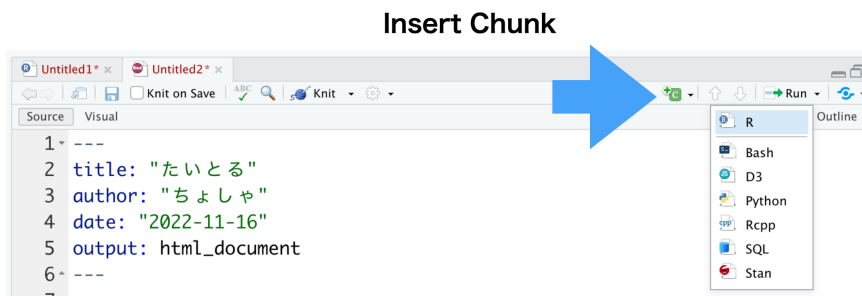 Insert Chunk
Untitled1* × Untitled2* ×
Knit on Save ABC Knit C Run
Source Visual Outline
R
Bash
D3
Python
Rcpp
SQL
Stan
1 ---
2 title: "たいとる"
3 author: "ちょしゃ"
4 date: "2022-11-16"
5 output: html_document
6 ---
7